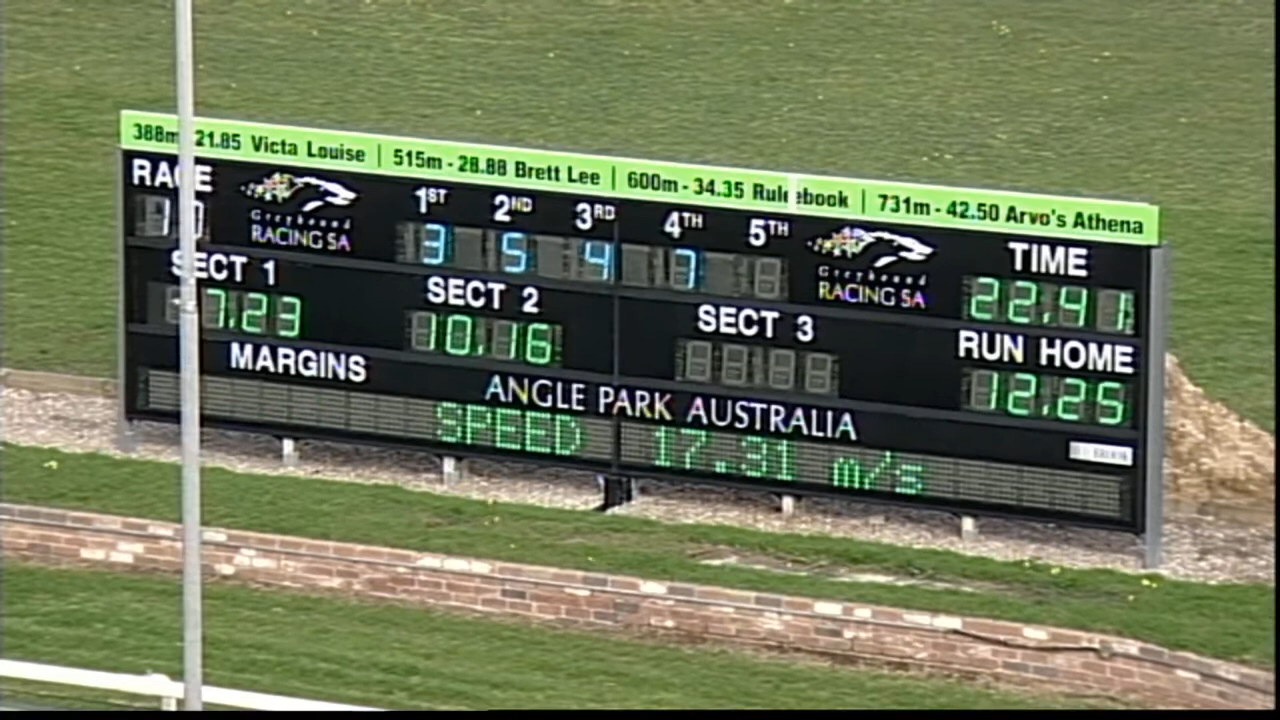 388m - 21.85 Victa Louise | 515m - 28.88 Brett Lee | 600m - 34.35 Rulebook | 731m - 42.50 Arvo's Athena
RACE 1ST 2ND 3RD 4TH 5TH TIME
10 Greyhound RACING SA 3 5 4 7 Greyhound RACING SA 22.41
SECT 1 SECT 2 SECT 3 RUN HOME
7.23 10.16 12.25
MARGINS ANGLE PARK AUSTRALIA
SPEED 17.31 m/s